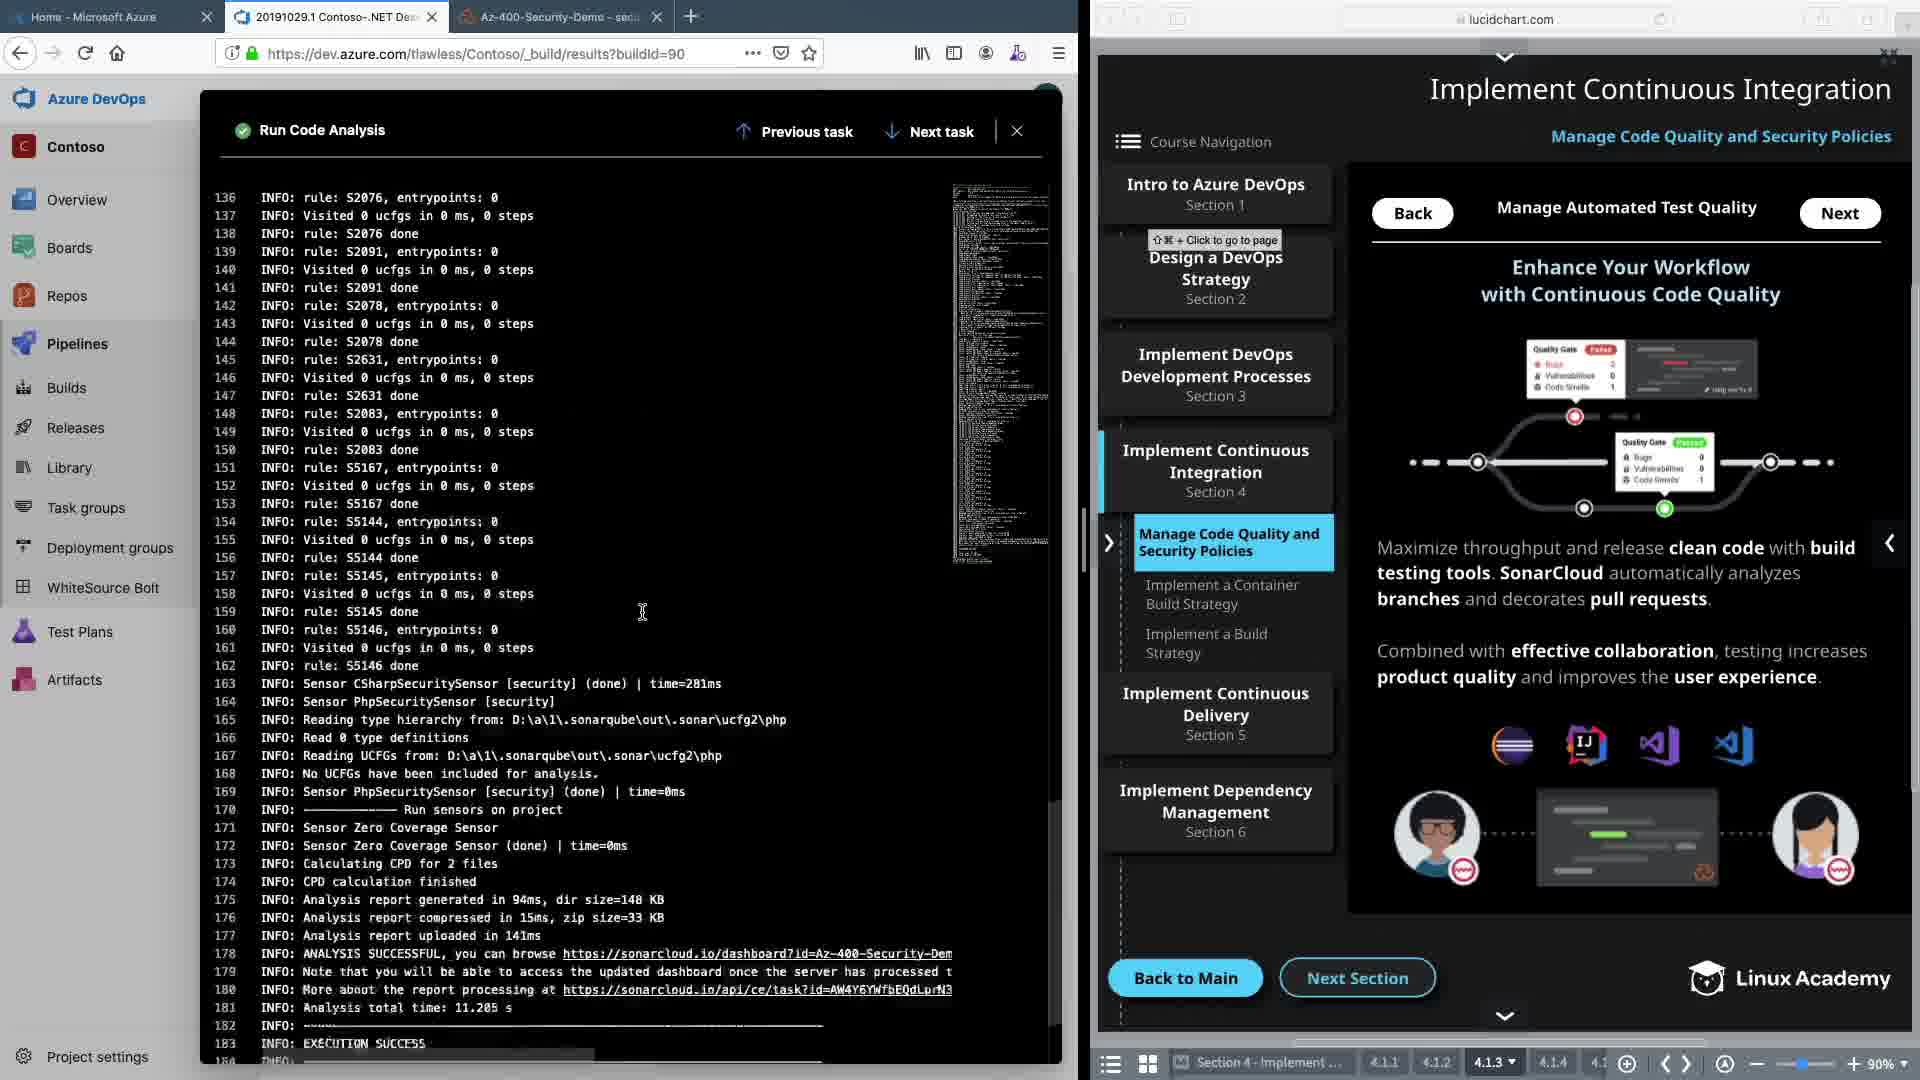 Home - Microsoft Azure
20191029.1 Contoso-.NET Des
Az-400-Security-Demo - secu
https://dev.azure.com/tlawless/Contoso/_build/results?buildId=90
Azure DevOps
Contoso
Overview
Boards
Repos
Pipelines
Builds
Releases
Library
Task groups
Deployment groups
WhiteSource Bolt
Test Plans
Artifacts
Project settings
Run Code Analysis
Previous task
Next task
136 INFO: rule: S2076, entrypoints: 0
137 INFO: Visited 0 ucfgs in 0 ms, 0 steps
138 INFO: rule: S2076 done
139 INFO: rule: S2091, entrypoints: 0
140 INFO: Visited 0 ucfgs in 0 ms, 0 steps
141 INFO: rule: S2091 done
142 INFO: rule: S2078, entrypoints: 0
143 INFO: Visited 0 ucfgs in 0 ms, 0 steps
144 INFO: rule: S2078 done
145 INFO: rule: S2631, entrypoints: 0
146 INFO: Visited 0 ucfgs in 0 ms, 0 steps
147 INFO: rule: S2631 done
148 INFO: rule: S2083, entrypoints: 0
149 INFO: Visited 0 ucfgs in 0 ms, 0 steps
150 INFO: rule: S2083 done
151 INFO: rule: S5167, entrypoints: 0
152 INFO: Visited 0 ucfgs in 0 ms, 0 steps
153 INFO: rule: S5167 done
154 INFO: rule: S5144, entrypoints: 0
155 INFO: Visited 0 ucfgs in 0 ms, 0 steps
156 INFO: rule: S5144 done
157 INFO: rule: S5145, entrypoints: 0
158 INFO: Visited 0 ucfgs in 0 ms, 0 steps
159 INFO: rule: S5145 done
160 INFO: rule: S5146, entrypoints: 0
161 INFO: Visited 0 ucfgs in 0 ms, 0 steps
162 INFO: rule: S5146 done
163 INFO: Sensor CSharpSecuritySensor [security] (done) | time=281ms
164 INFO: Sensor PhpSecuritySensor [security]
165 INFO: Reading type hierarchy from: D:\a\1\.sonarqube\out\.sonar\ucfg2\php
166 INFO: Read 0 type definitions
167 INFO: Reading UCFGs from: D:\a\1\.sonarqube\out\.sonar\ucfg2\php
168 INFO: No UCFGs have been included for analysis.
169 INFO: Sensor PhpSecuritySensor [security] (done) | time=0ms
170 INFO: ------------- Run sensors on project
171 INFO: Sensor Zero Coverage Sensor
172 INFO: Sensor Zero Coverage Sensor (done) | time=0ms
173 INFO: Calculating CPD for 2 files
174 INFO: CPD calculation finished
175 INFO: Analysis report generated in 94ms, dir size=148 KB
176 INFO: Analysis report compressed in 15ms, zip size=33 KB
177 INFO: Analysis report uploaded in 141ms
178 INFO: ANALYSIS SUCCESSFUL, you can browse https://sonarcloud.io/dashboard?id=Az-400-Security-Dem
179 INFO: Note that you will be able to access the updated dashboard once the server has processed t
180 INFO: More about the report processing at https://sonarcloud.io/api/ce/task?id=
181 INFO: Analysis total time: 11.205 s
182 INFO:
183 INFO: EXECUTION SUCCESS
184 INFO:
lucidchart.com
Implement Continuous Integration
Manage Code Quality and Security Policies
Course Navigation
Intro to Azure DevOps
Section 1
⇧⌘ + Click to go to page
Design a DevOps
Strategy
Section 2
Implement DevOps
Development Processes
Section 3
Implement Continuous
Integration
Section 4
Manage Code Quality and
Security Policies
Implement a Container
Build Strategy
Implement a Build
Strategy
Implement Continuous
Delivery
Section 5
Implement Dependency
Management
Section 6
Back
Manage Automated Test Quality
Next
Enhance Your Workflow
with Continuous Code Quality
Quality Gate Failed
Bugs
Vulnerabilities 0
Code Smells 1
Quality Gate Passed
Bugs 0
Vulnerabilities 0
Code Smells 1
Maximize throughput and release clean code with build
testing tools. SonarCloud automatically analyzes
branches and decorates pull requests.
Combined with effective collaboration, testing increases
product quality and improves the user experience.
IJ
Back to Main
Next Section
Linux Academy
Section 4 - Implement ...
4.1.1
4.1.2
4.1.3
4.1.4
4.1
90%